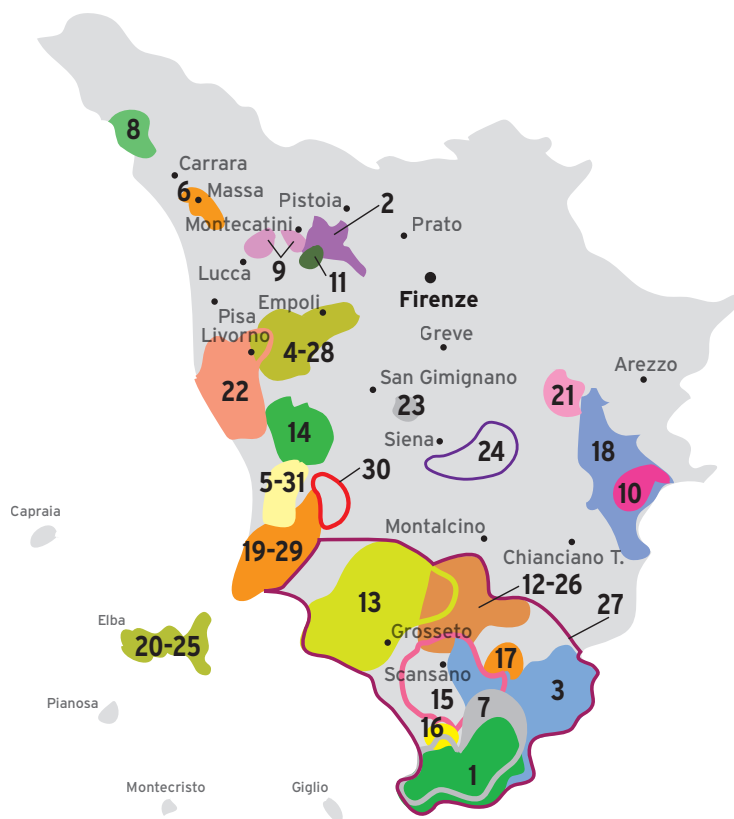 8
Carrara
6
Massa
Pistoia
2
Montecatini
Prato
9
11
Lucca
Firenze
Empoli
Pisa
Livorno
4-28
Greve
San Gimignano
Arezzo
22
23
21
14
Siena
24
18
30
5-31
10
Capraia
Montalcino
19-29
Chianciano T.
12-26
13
27
Elba
20-25
Grosseto
17
Scansano
15
3
7
Pianosa
16
1
Montecristo
Giglio